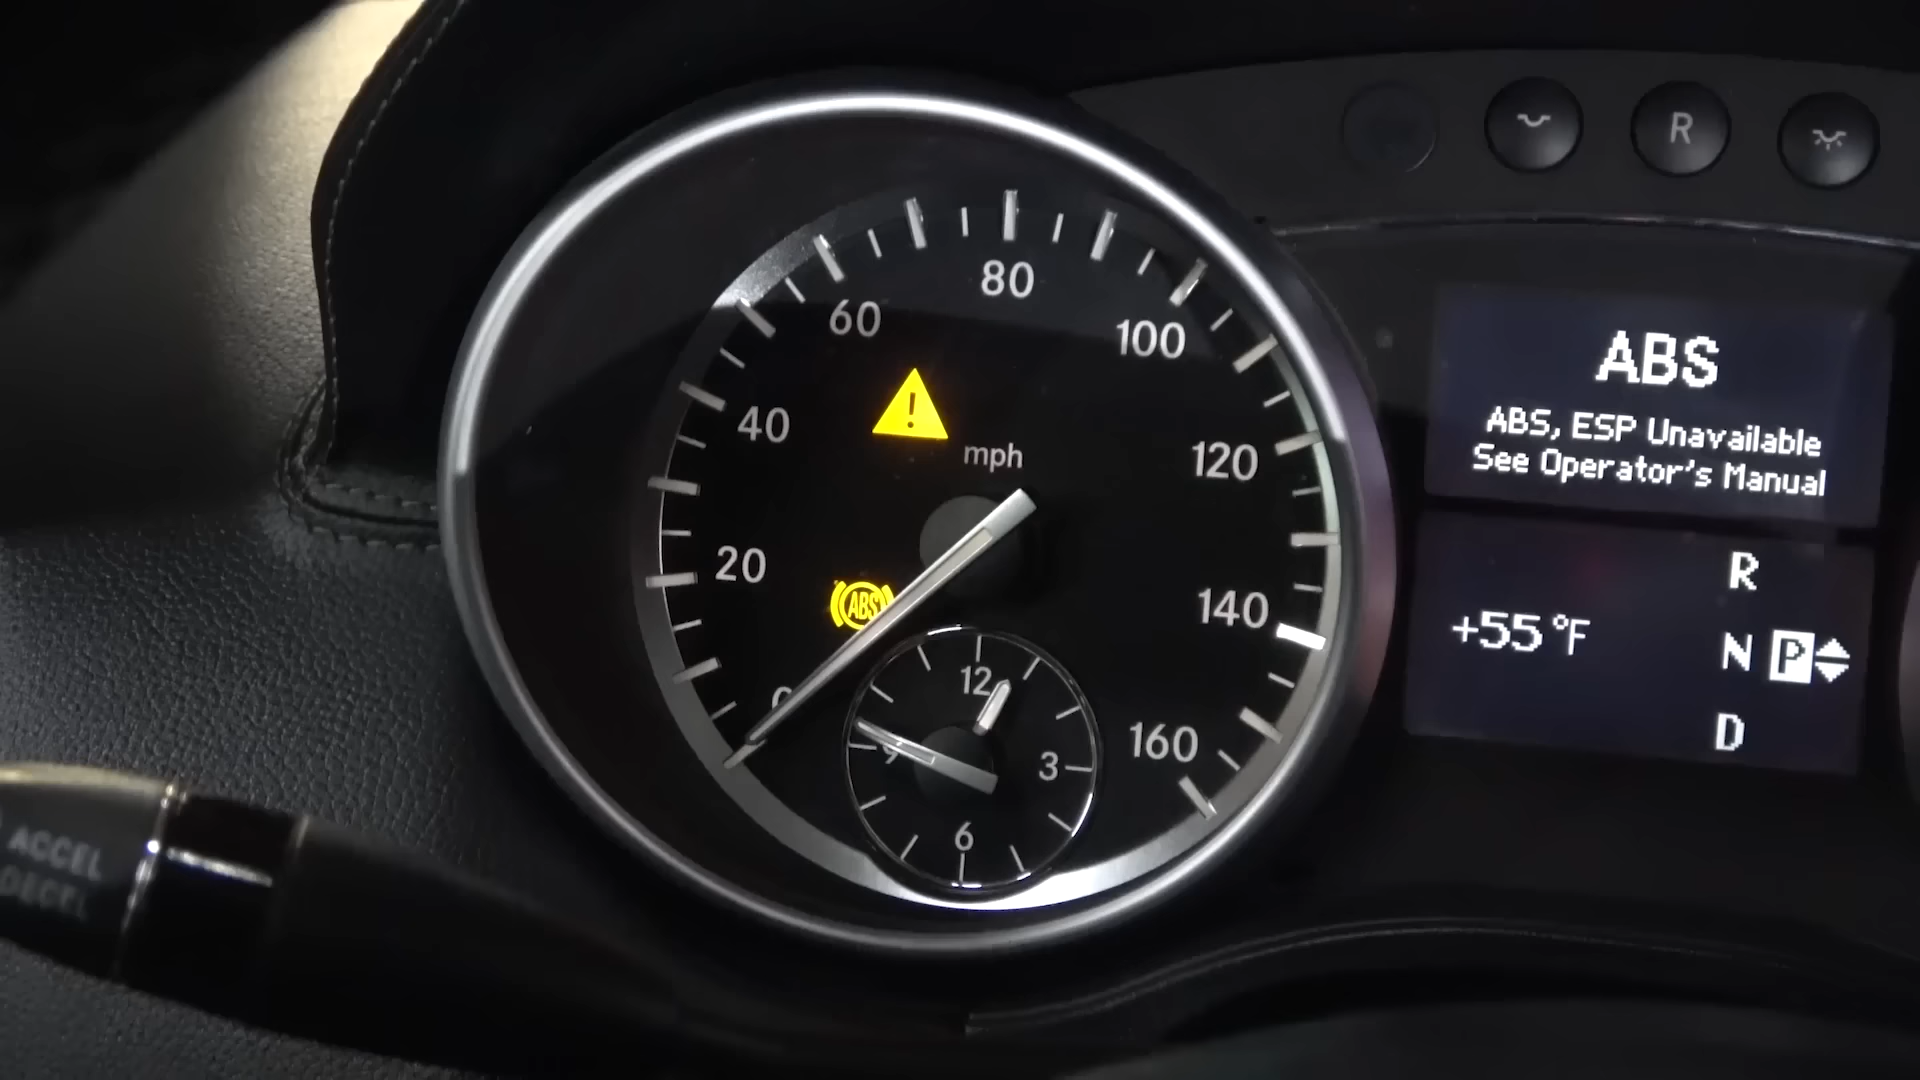 R
80
60
100
40
mph
120
20
ABS
140
0
12
9
3
160
6
ABS
ABS, ESP Unavailable
See Operator's Manual
+55°F
R
N P
D
ACCEL
DECEL